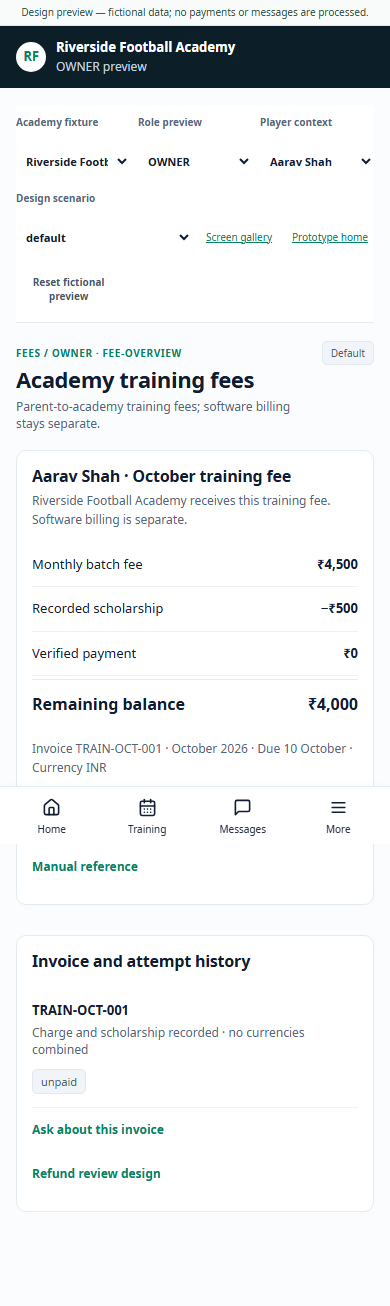 Design preview — fictional data; no payments or messages are processed.
RF
Riverside Football Academy
OWNER preview
Academy fixture
Role preview
Player context
Riverside Footb
OWNER
Aarav Shah
Design scenario
default
Screen gallery
Prototype home
Reset fictional
preview
FEES / OWNER · FEE-OVERVIEW
Default
Academy training fees
Parent-to-academy training fees; software billing
stays separate.
Aarav Shah · October training fee
Riverside Football Academy receives this training fee.
Software billing is separate.
Monthly batch fee
₹4,500
Recorded scholarship
−₹500
Verified payment
₹0
Remaining balance
₹4,000
Invoice TRAIN-OCT-001 · October 2026 · Due 10 October ·
Currency INR
Home
Training
Messages
More
Manual reference
Invoice and attempt history
TRAIN-OCT-001
Charge and scholarship recorded · no currencies
combined
unpaid
Ask about this invoice
Refund review design